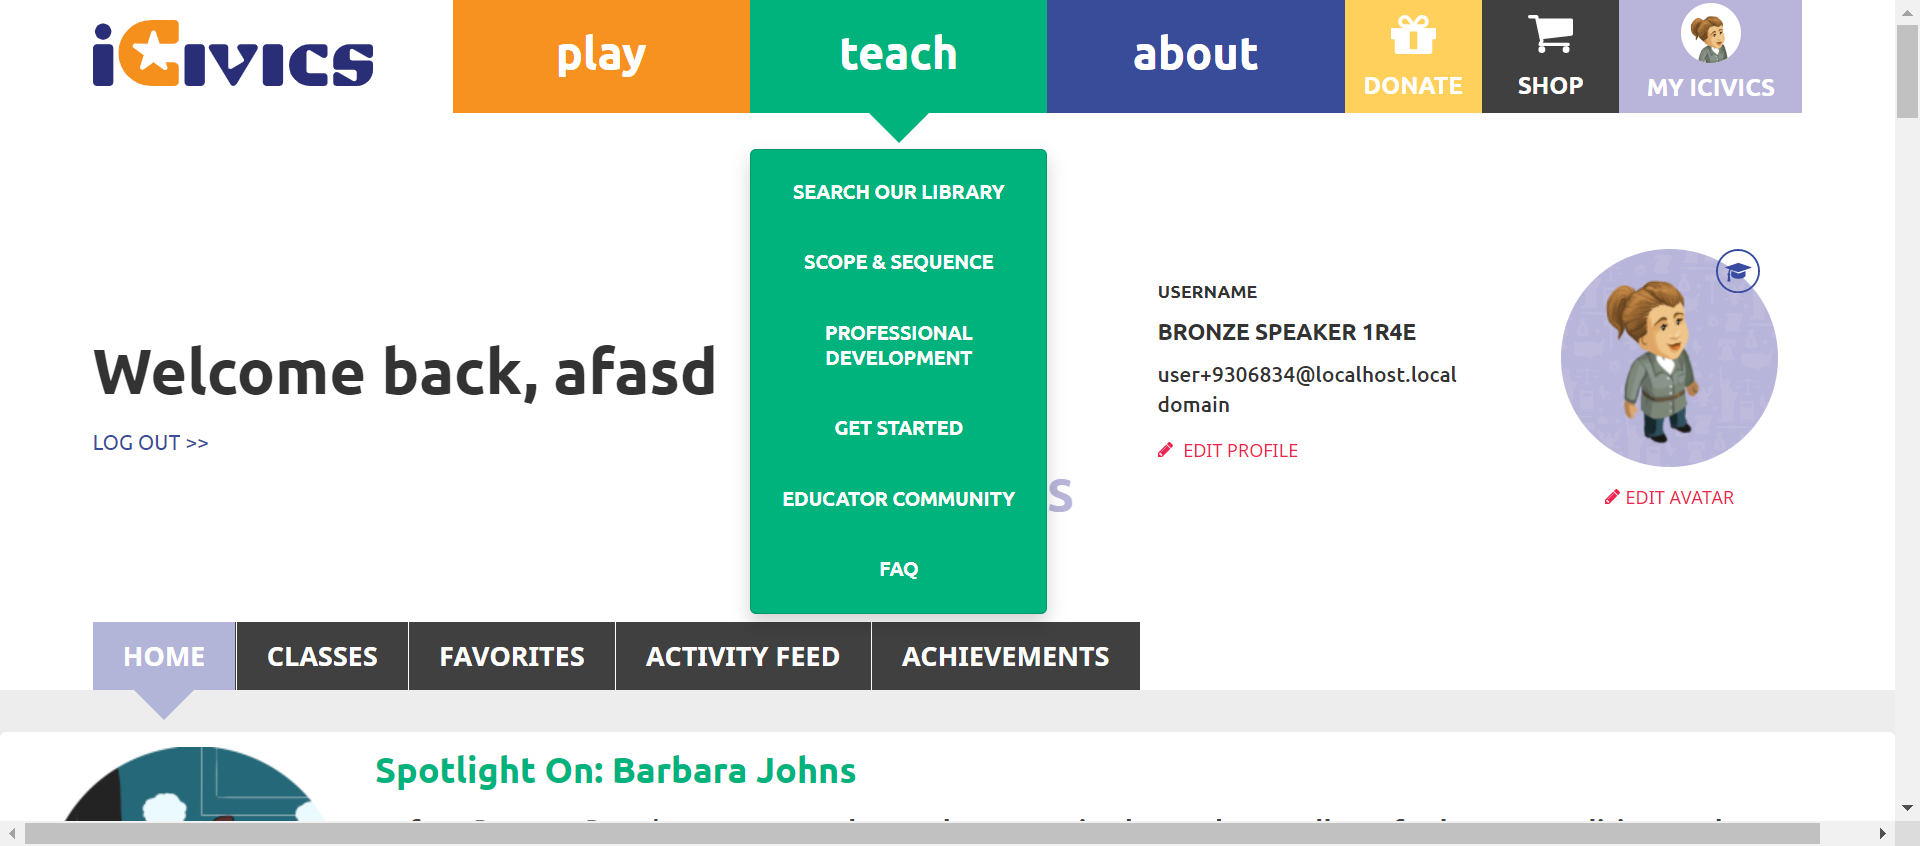 iCivics
play
teach
about
DONATE
SHOP
MY ICIVICS
SEARCH OUR LIBRARY
SCOPE & SEQUENCE
PROFESSIONAL
DEVELOPMENT
GET STARTED
EDUCATOR COMMUNITY
FAQ
Welcome back, afasd
LOG OUT >>
s
USERNAME
BRONZE SPEAKER 1R4E
user+9306834@localhost.local
domain
EDIT PROFILE
EDIT AVATAR
HOME
CLASSES
FAVORITES
ACTIVITY FEED
ACHIEVEMENTS
Spotlight On: Barbara Johns